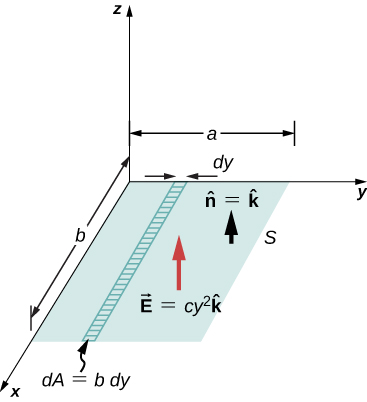 z
a
dy
y
n̂ = k̂
b
S
E⃗ = cy²k̂
dA = b dy
x